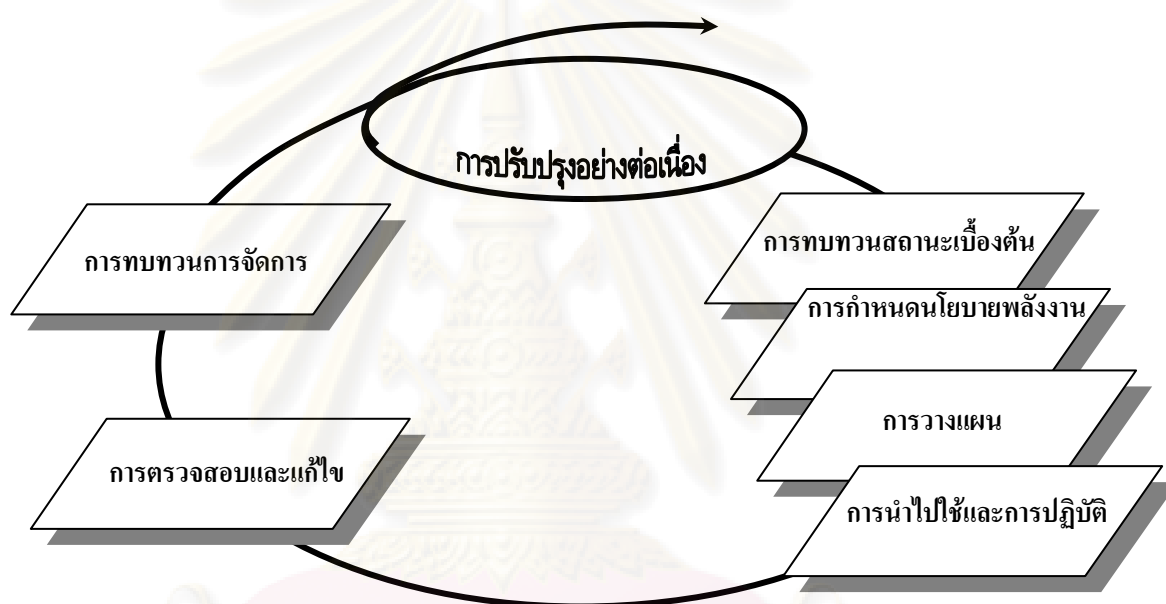 การปรับปรุงอย่างต่อเนื่อง
การทบทวนสถานะเบื้องต้น
การกำหนดนโยบายพลังงาน
การวางแผน
การนำไปใช้และการปฏิบัติ
การตรวจสอบและแก้ไข
การทบทวนการจัดการ